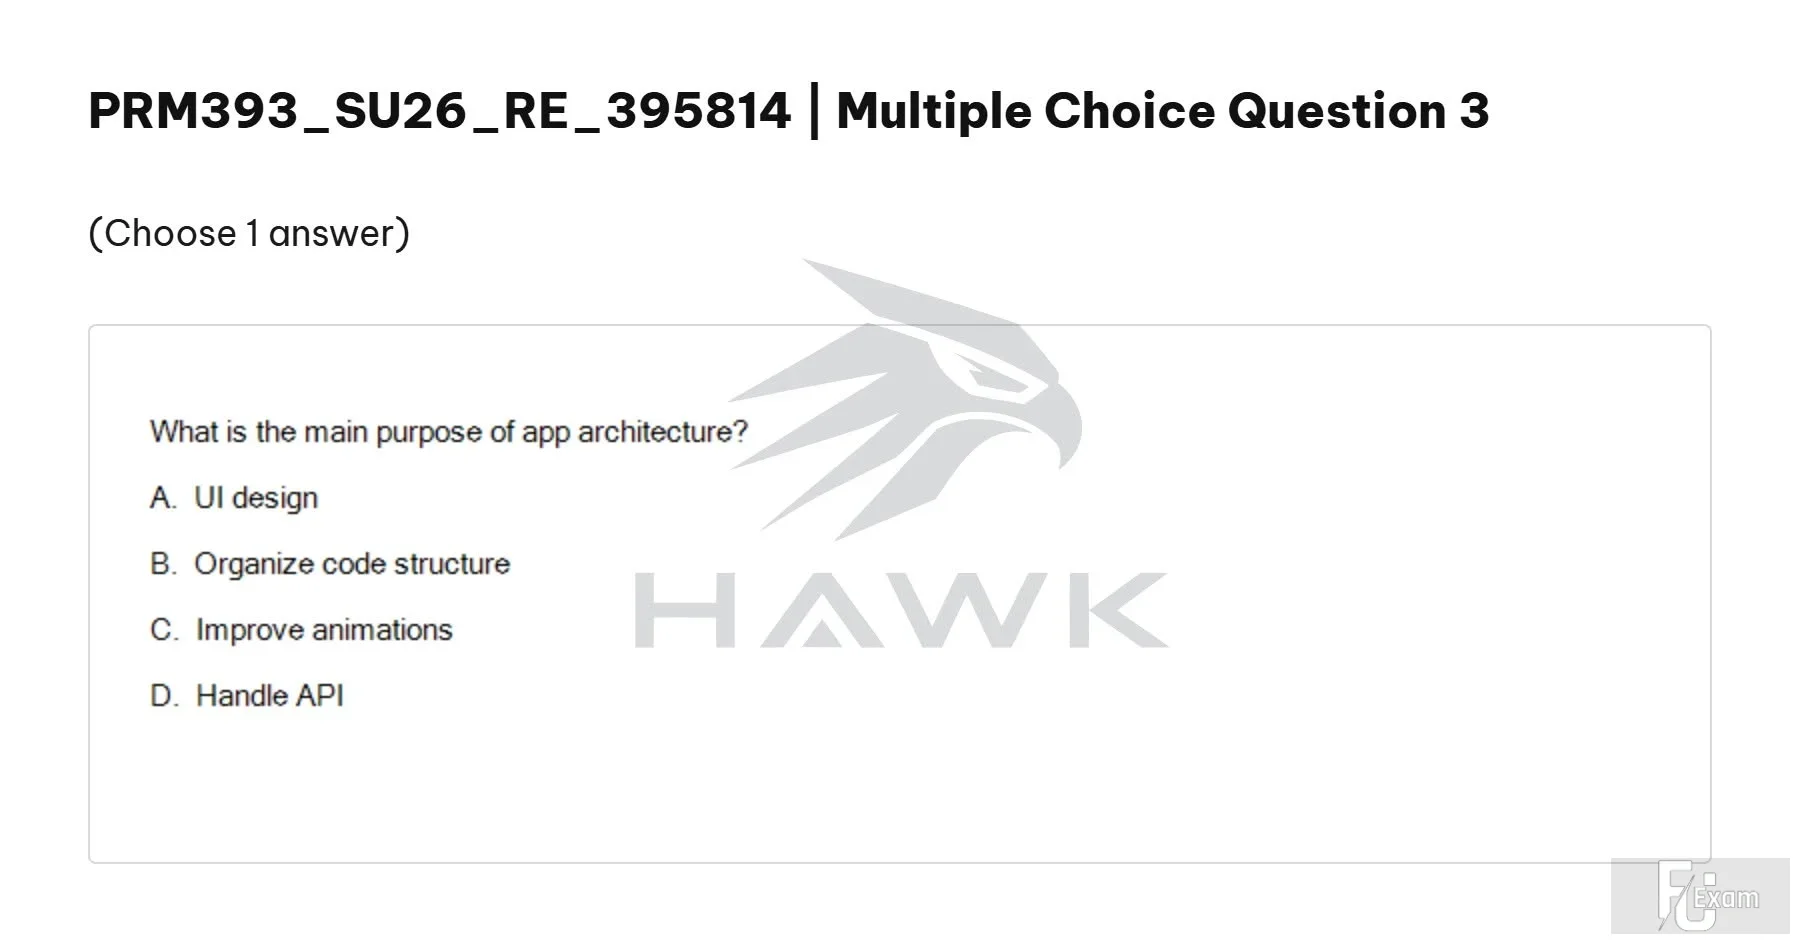 PRM393_SU26_RE_395814 | Multiple Choice Question 3
(Choose 1 answer)
What is the main purpose of app architecture?
A. UI design
B. Organize code structure
C. Improve animations
D. Handle API
HAWK
FU Exam